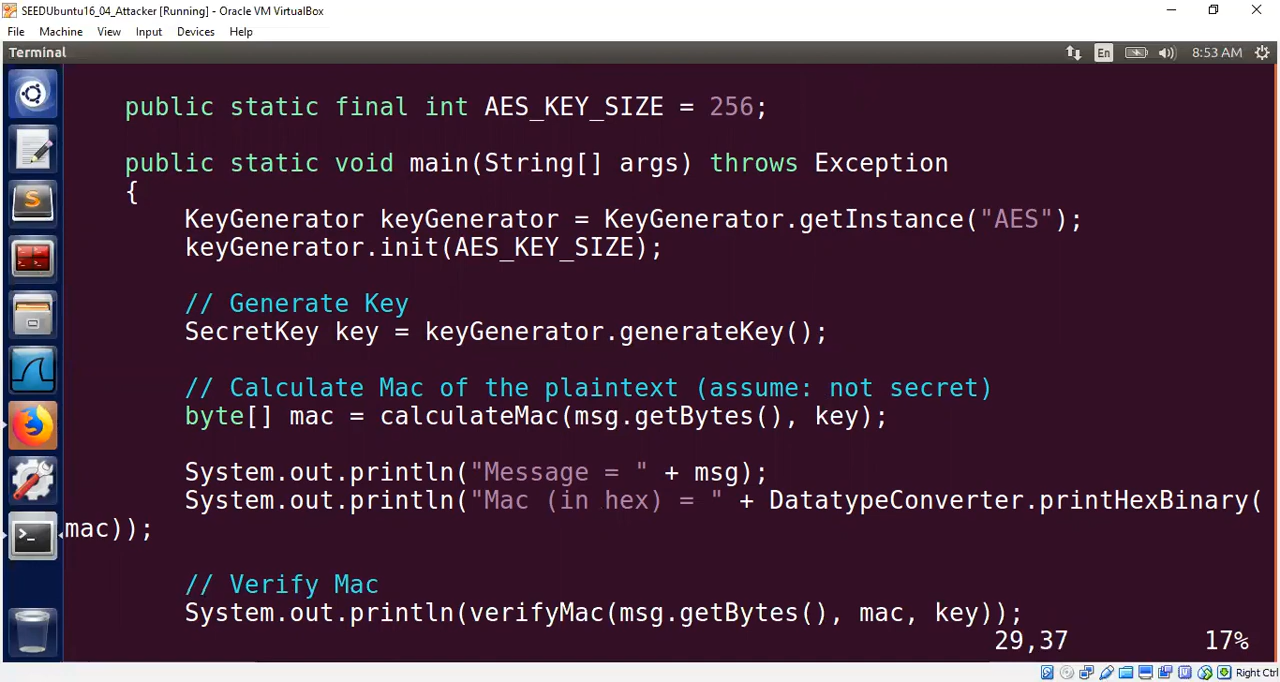 SEEDUbuntu16_04_Attacker [Running] - Oracle VM VirtualBox
File Machine View Input Devices Help
Terminal En 8:53 AM
public static final int AES_KEY_SIZE = 256;
public static void main(String[] args) throws Exception
{
KeyGenerator keyGenerator = KeyGenerator.getInstance("AES");
keyGenerator.init(AES_KEY_SIZE);
// Generate Key
SecretKey key = keyGenerator.generateKey();
// Calculate Mac of the plaintext (assume: not secret)
byte[] mac = calculateMac(msg.getBytes(), key);
System.out.println("Message = " + msg);
System.out.println("Mac (in hex) = " + DatatypeConverter.printHexBinary(
mac));
// Verify Mac
System.out.println(verifyMac(msg.getBytes(), mac, key));
29,37 17%
Right Ctrl